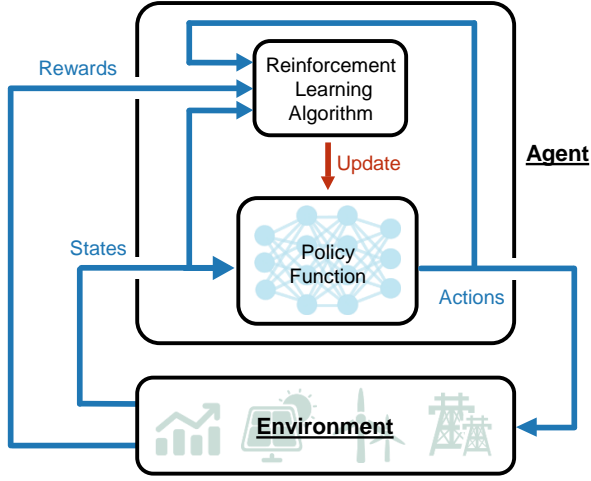 Rewards
Reinforcement
Learning
Algorithm
Agent
Update
States
Policy
Function
Actions
Environment